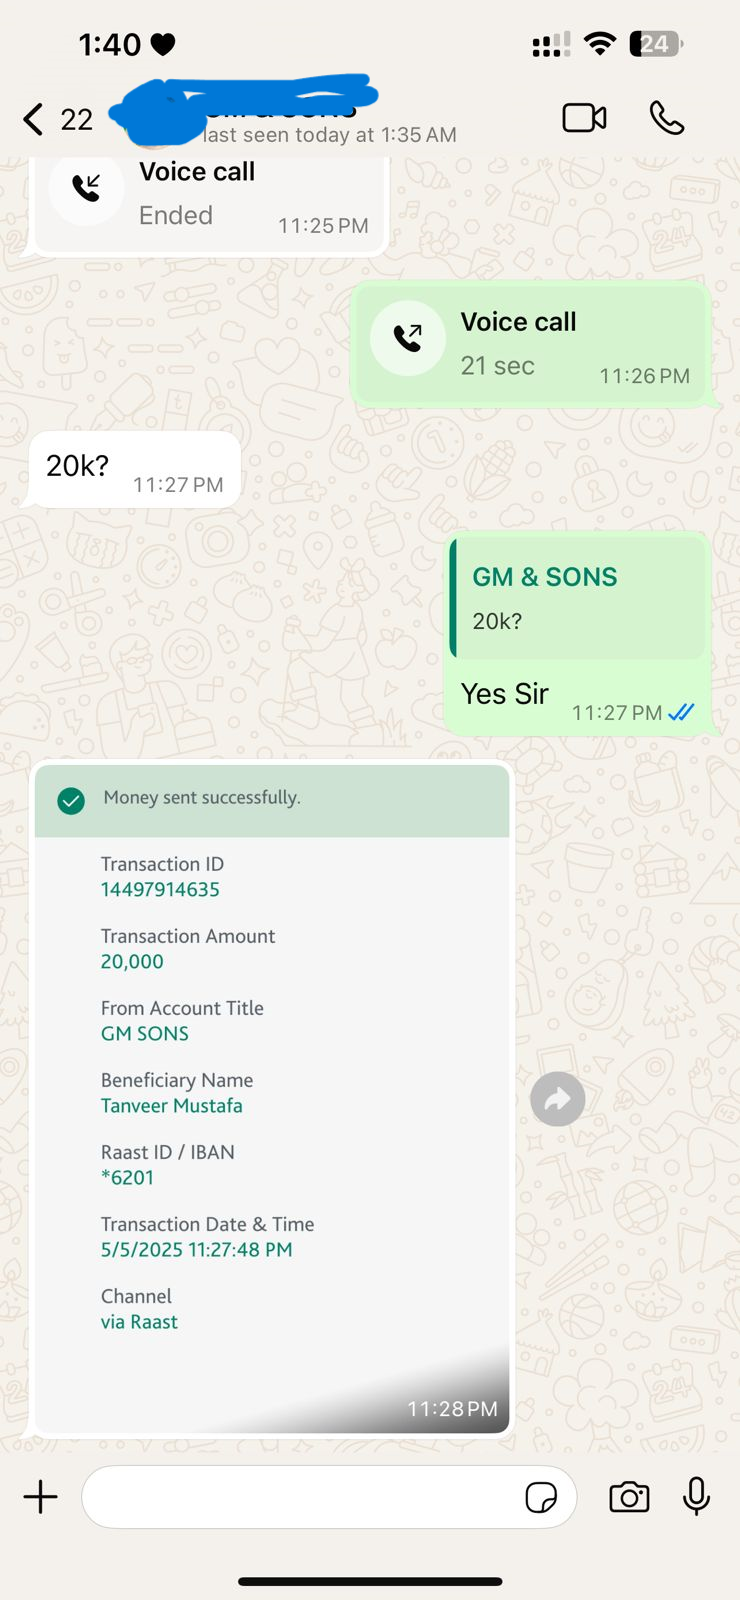 1:40
24
22
last seen today at 1:35 AM
Voice call
Ended
11:25 PM
Voice call
21 sec
11:26 PM
20k?
11:27 PM
GM & SONS
20k?
Yes Sir
11:27 PM
Money sent successfully.
Transaction ID
14497914635
Transaction Amount
20,000
From Account Title
GM SONS
Beneficiary Name
Tanveer Mustafa
Raast ID / IBAN
*6201
Transaction Date & Time
5/5/2025 11:27:48 PM
Channel
via Raast
11:28 PM